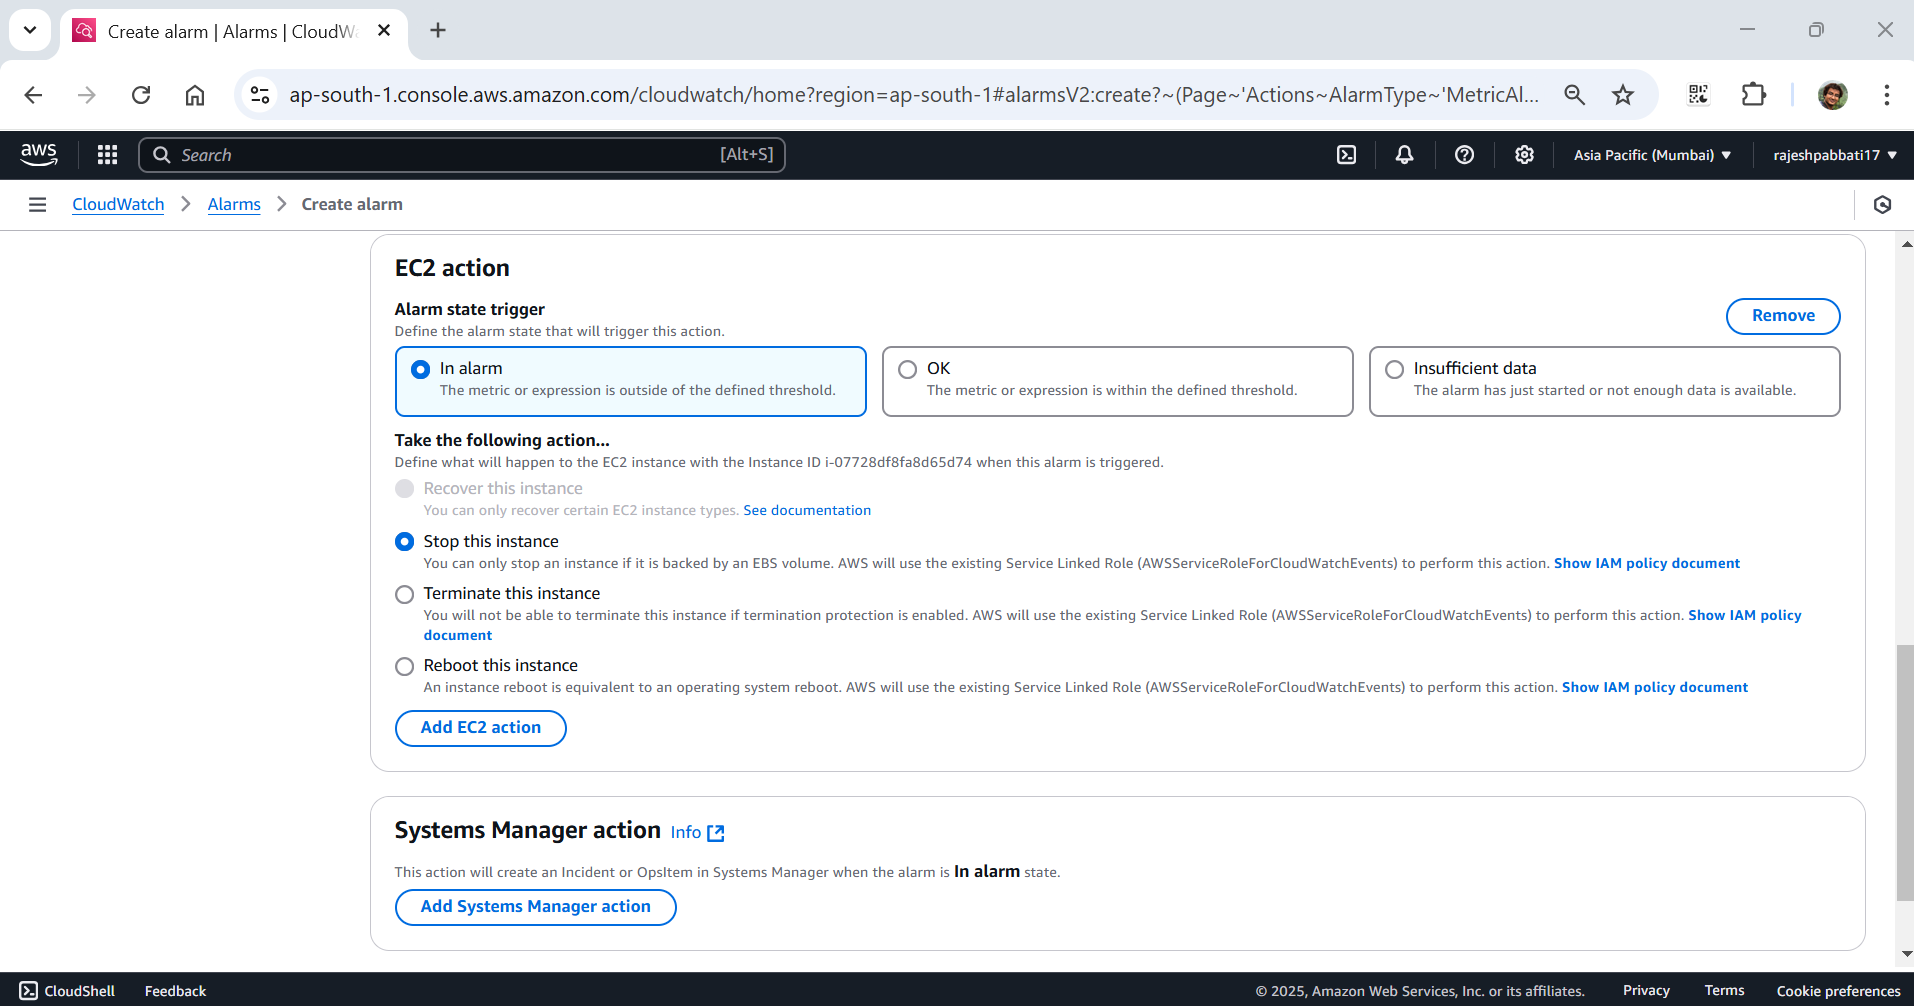 Create alarm | Alarms | CloudWa
ap-south-1.console.aws.amazon.com/cloudwatch/home?region=ap-south-1#alarmsV2:create?~(Page~'Actions~AlarmType~'MetricAl...
aws
Search
[Alt+S]
Asia Pacific (Mumbai)
rajeshpabbati17
CloudWatch
Alarms
Create alarm
EC2 action
Alarm state trigger
Define the alarm state that will trigger this action.
Remove
In alarm
The metric or expression is outside of the defined threshold.
OK
The metric or expression is within the defined threshold.
Insufficient data
The alarm has just started or not enough data is available.
Take the following action...
Define what will happen to the EC2 instance with the Instance ID i-07728df8fa8d65d74 when this alarm is triggered.
Recover this instance
You can only recover certain EC2 instance types. See documentation
Stop this instance
You can only stop an instance if it is backed by an EBS volume. AWS will use the existing Service Linked Role (AWSServiceRoleForCloudWatchEvents) to perform this action. Show IAM policy document
Terminate this instance
You will not be able to terminate this instance if termination protection is enabled. AWS will use the existing Service Linked Role (AWSServiceRoleForCloudWatchEvents) to perform this action. Show IAM policy
document
Reboot this instance
An instance reboot is equivalent to an operating system reboot. AWS will use the existing Service Linked Role (AWSServiceRoleForCloudWatchEvents) to perform this action. Show IAM policy document
Add EC2 action
Systems Manager action Info
This action will create an Incident or OpsItem in Systems Manager when the alarm is In alarm state.
Add Systems Manager action
CloudShell
Feedback
© 2025, Amazon Web Services, Inc. or its affiliates.
Privacy
Terms
Cookie preferences